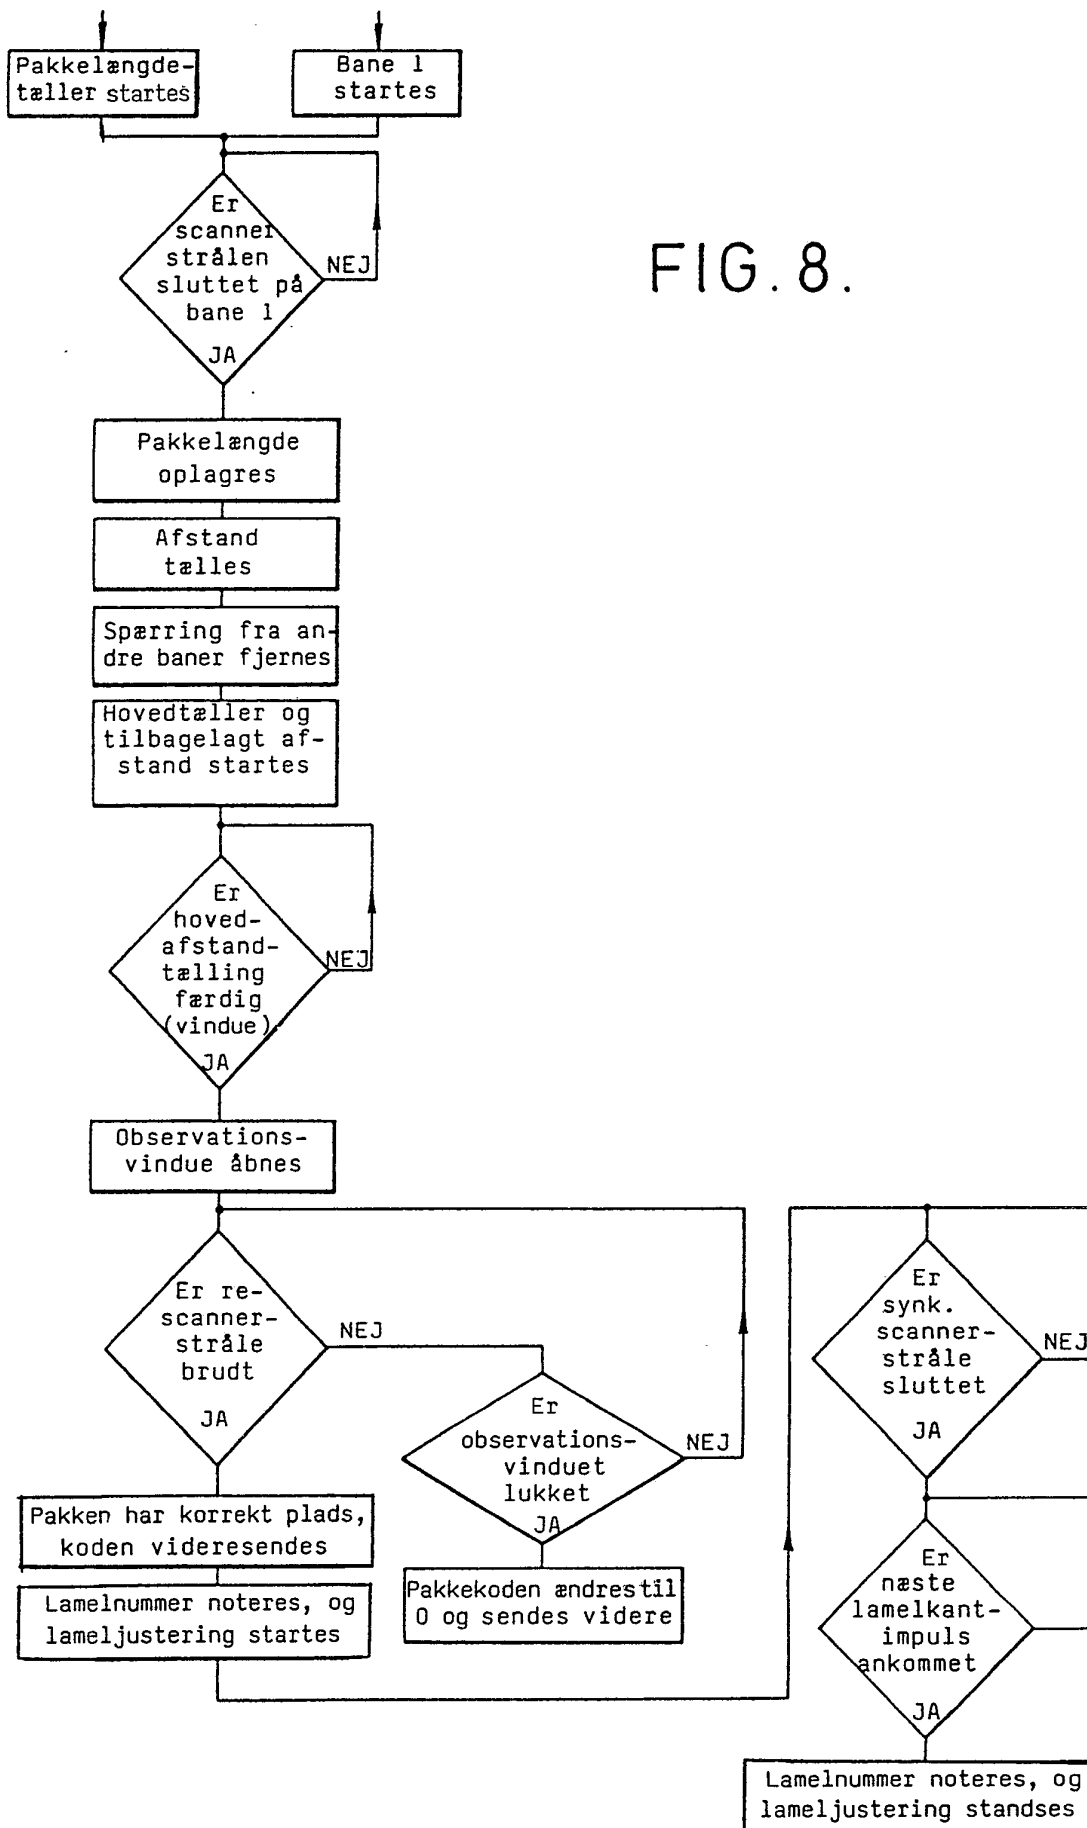 Pakkelængde-
tæller startes
Bane 1
startes
Er
scanner
strålen
sluttet på
bane 1
NEJ
JA
FIG. 8.
Pakkelængde
oplagres
Afstand
tælles
Spærring fra an-
dre baner fjernes
Hovedtæller og
tilbagelagt af-
stand startes
Er
hoved-
afstand-
tælling
færdig
(vindue)
NEJ
JA
Observations-
vindue åbnes
Er re-
scanner-
stråle
brudt
NEJ
JA
Er
observations-
vinduet
lukket
NEJ
JA
Pakken har korrekt plads,
koden videresendes
Lamelnummer noteres, og
lameljustering startes
Pakkekoden ændrestil
0 og sendes videre
Er
synk.
scanner-
stråle
sluttet
NEJ
JA
Er
næste
lamelkant-
impuls
ankommet
JA
Lamelnummer noteres, og
lameljustering standses